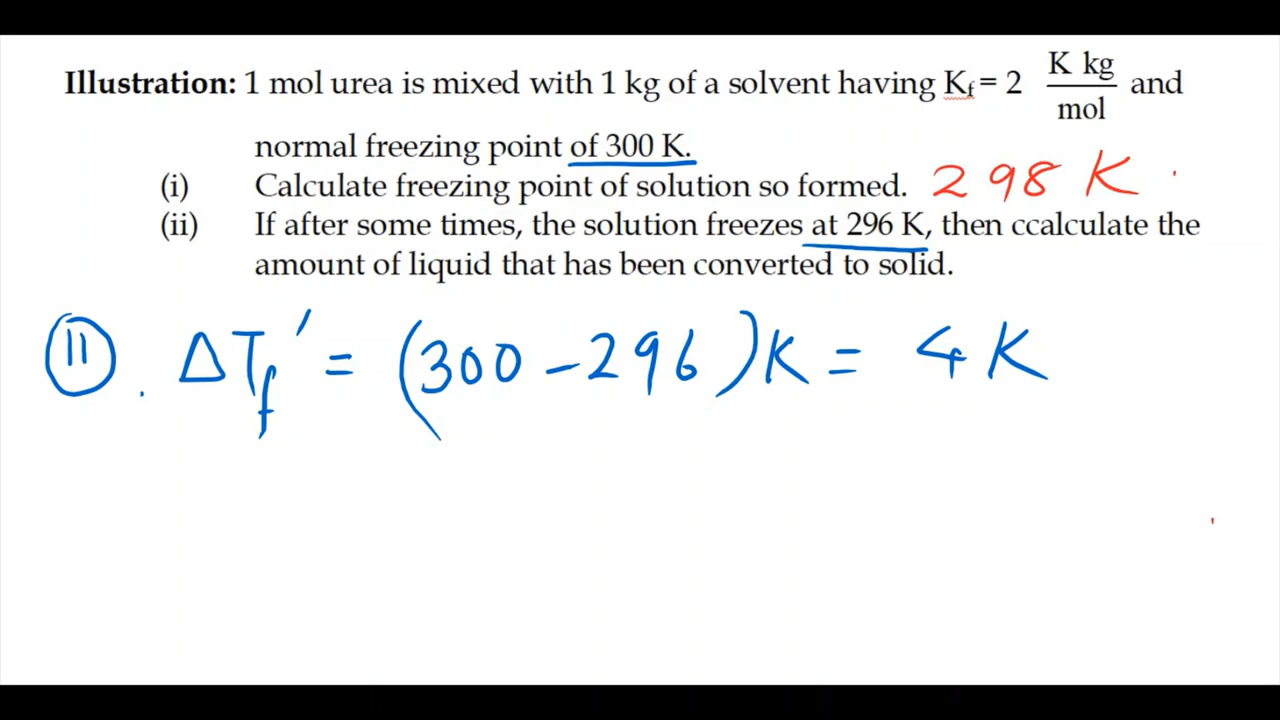 Illustration: 1 mol urea is mixed with 1 kg of a solvent having Kf = 2 K kg / mol and
normal freezing point of 300 K.
(i) Calculate freezing point of solution so formed. 298 K
(ii) If after some times, the solution freezes at 296 K, then ccalculate the
amount of liquid that has been converted to solid.
II . ΔTf' = (300 - 296) K = 4 K